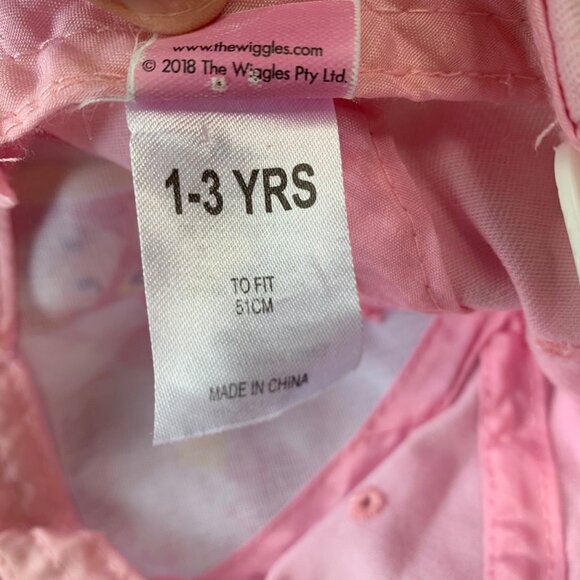 www.thewiggles.com
© 2018 The Wiggles Pty Ltd.
1-3 YRS
TO FIT
51CM
MADE IN CHINA